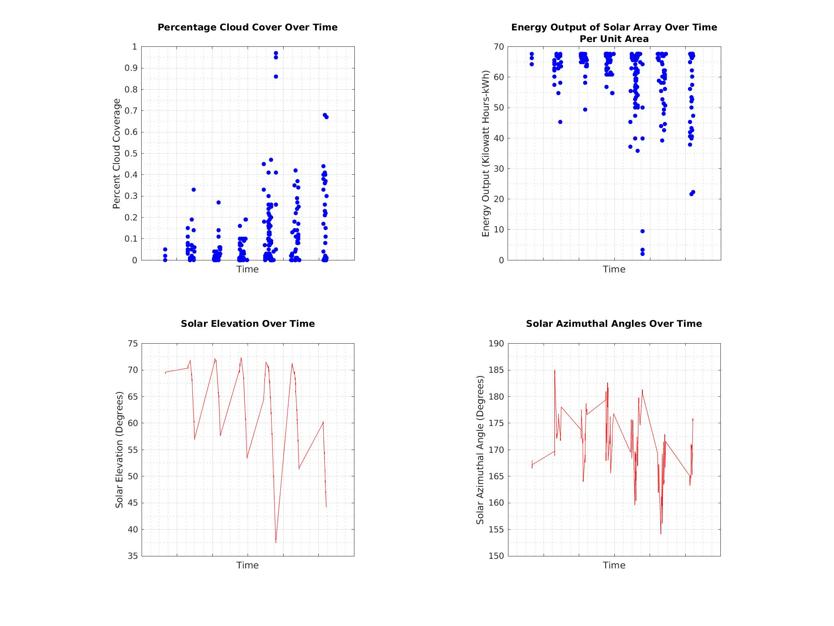 Percentage Cloud Cover Over Time
1
0.9
0.8
0.7
0.6
0.5
0.4
0.3
0.2
0.1
0
Percent Cloud Coverage
Time
Energy Output of Solar Array Over Time
Per Unit Area
70
60
50
40
30
20
10
0
Energy Output (Kilowatt Hours-kWh)
Time
Solar Elevation Over Time
75
70
65
60
55
50
45
40
35
Solar Elevation (Degrees)
Time
Solar Azimuthal Angles Over Time
190
185
180
175
170
165
160
155
150
Solar Azimuthal Angle (Degrees)
Time